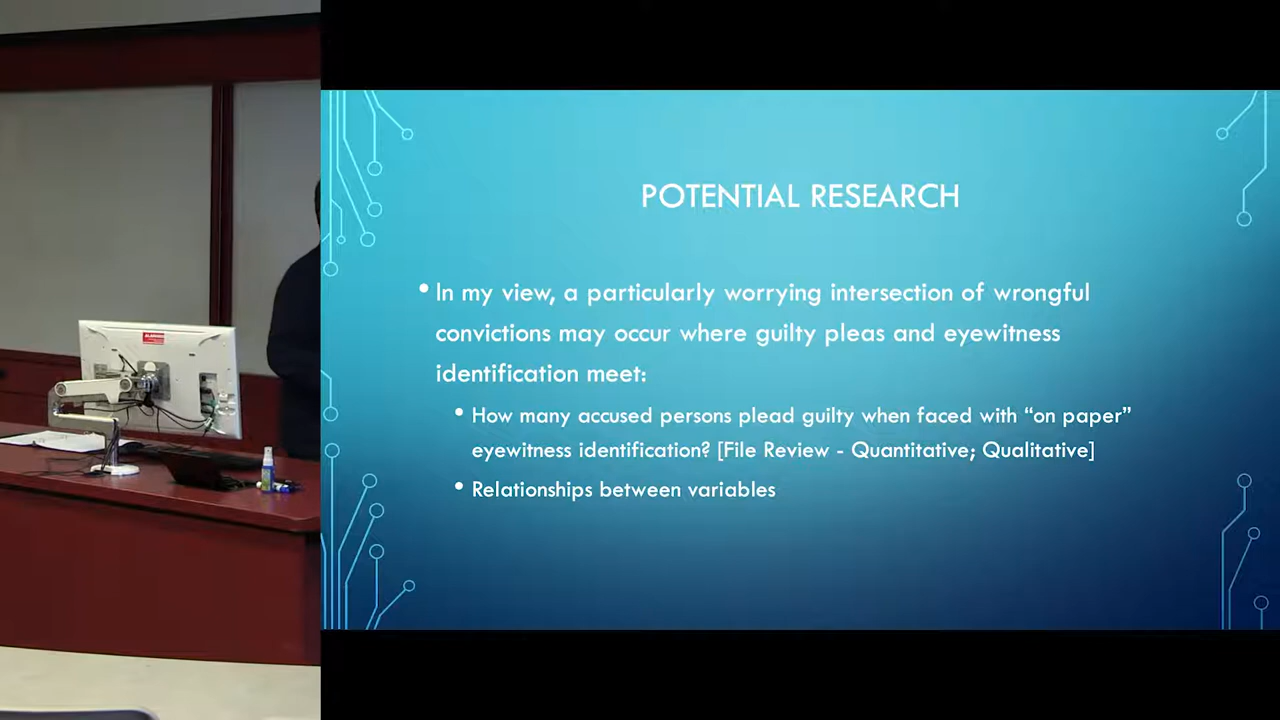 POTENTIAL RESEARCH
• In my view, a particularly worrying intersection of wrongful
convictions may occur where guilty pleas and eyewitness
identification meet:
• How many accused persons plead guilty when faced with “on paper”
eyewitness identification? [File Review - Quantitative; Qualitative]
• Relationships between variables